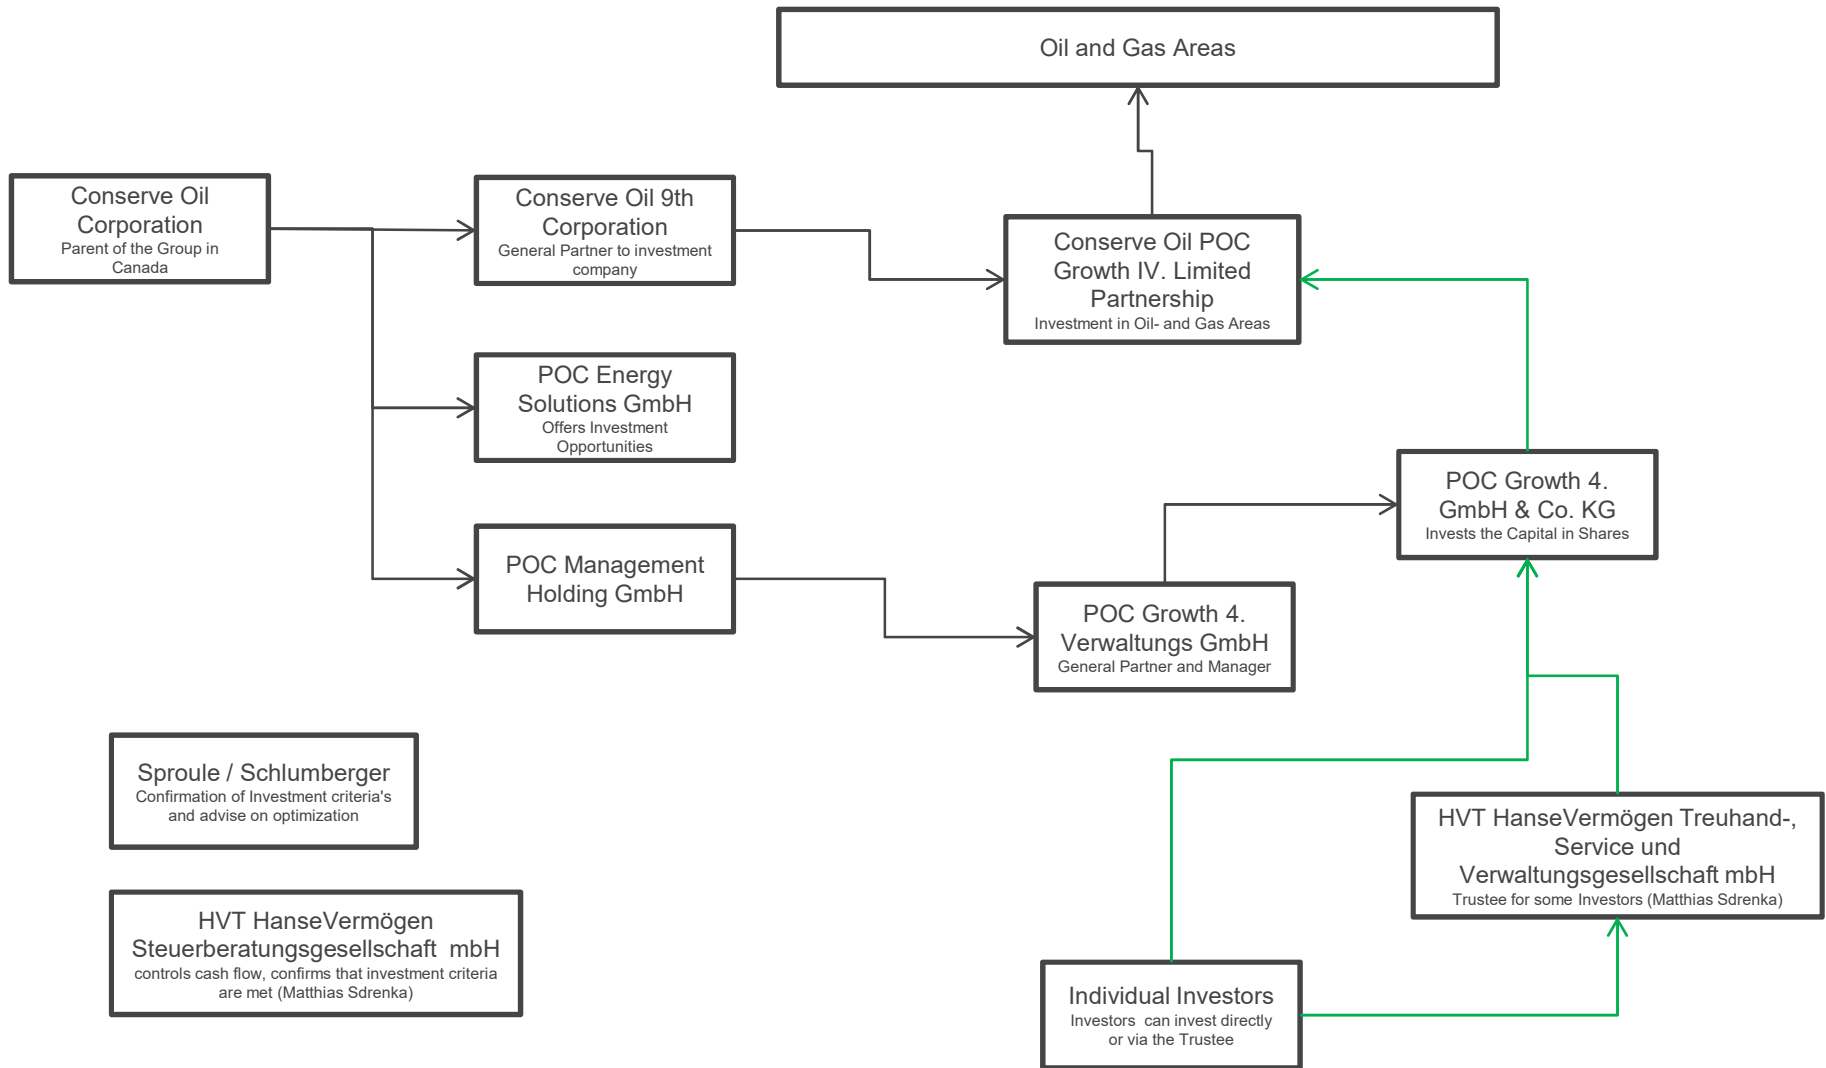 Oil and Gas Areas
Conserve Oil
Corporation
Parent of the Group in
Canada
Conserve Oil 9th
Corporation
General Partner to investment
company
Conserve Oil POC
Growth IV. Limited
Partnership
Investment in Oil- and Gas Areas
POC Energy
Solutions GmbH
Offers Investment
Opportunities
POC Growth 4.
GmbH & Co. KG
Invests the Capital in Shares
POC Management
Holding GmbH
POC Growth 4.
Verwaltungs GmbH
General Partner and Manager
Sproule / Schlumberger
Confirmation of Investment criteria's
and advise on optimization
HVT HanseVermögen Treuhand-,
Service und
Verwaltungsgesellschaft mbH
Trustee for some Investors (Matthias Sdrenka)
HVT HanseVermögen
Steuerberatungsgesellschaft mbH
controls cash flow, confirms that investment criteria
are met (Matthias Sdrenka)
Individual Investors
Investors can invest directly
or via the Trustee